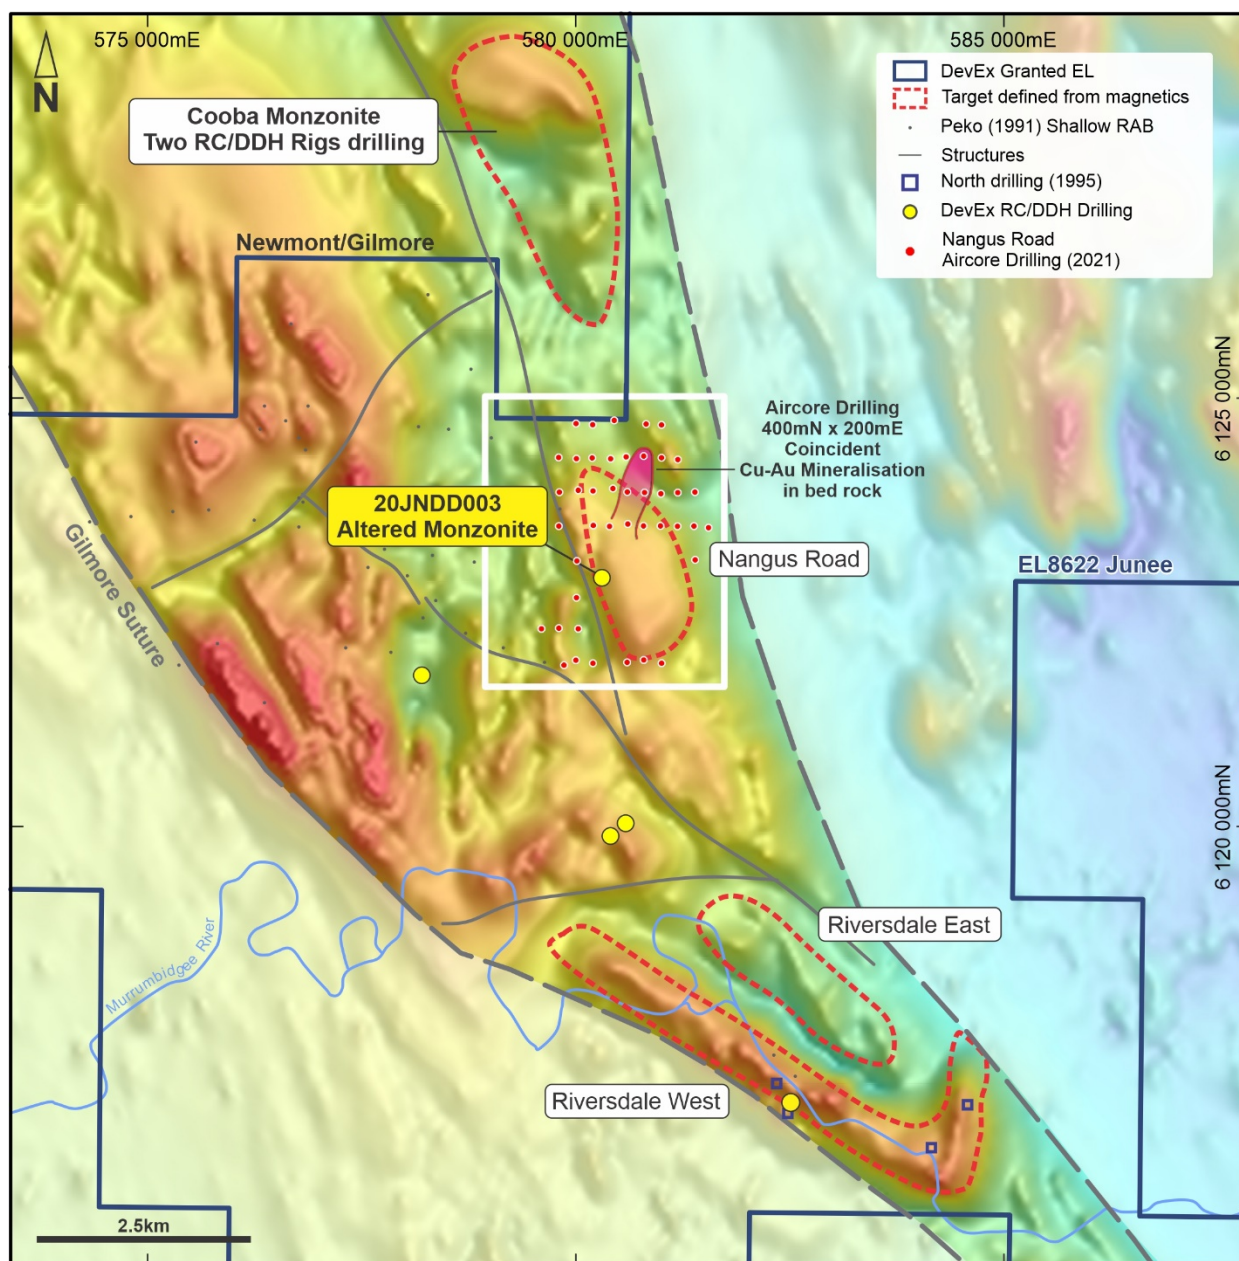 575 000mE
580 000mE
585 000mE
N
Cooba Monzonite
Two RC/DDH Rigs drilling
DevEx Granted EL
Target defined from magnetics
Peko (1991) Shallow RAB
Structures
North drilling (1995)
DevEx RC/DDH Drilling
Nangus Road
Aircore Drilling (2021)
Newmont/Gilmore
6 125 000mN
Aircore Drilling
400mN x 200mE
Coincident
Cu-Au Mineralisation
in bed rock
20JNDD003
Altered Monzonite
Nangus Road
EL8622 Junee
Gilmore Suture
6 120 000mN
Riversdale East
Murrumbidgee River
Riversdale West
2.5km